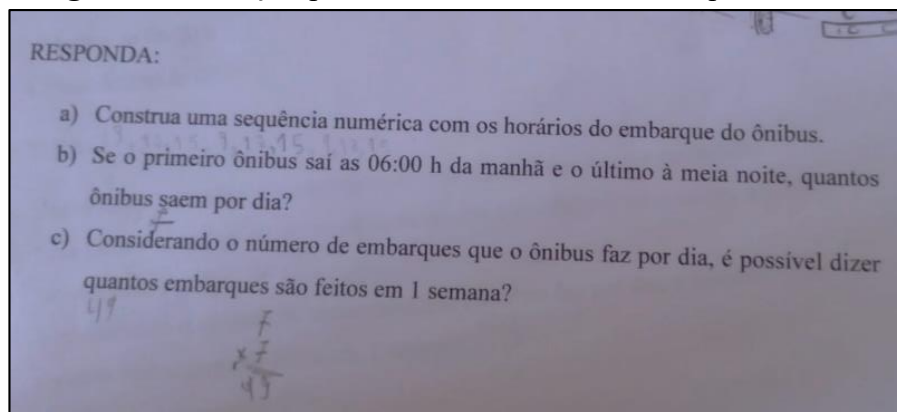 RESPONDA:
a) Construa uma sequência numérica com os horários do embarque do ônibus.
b) Se o primeiro ônibus saí as 06:00 h da manhã e o último à meia noite, quantos
ônibus saem por dia?
7
c) Considerando o número de embarques que o ônibus faz por dia, é possível dizer
quantos embarques são feitos em 1 semana?
49
7
x 7
49